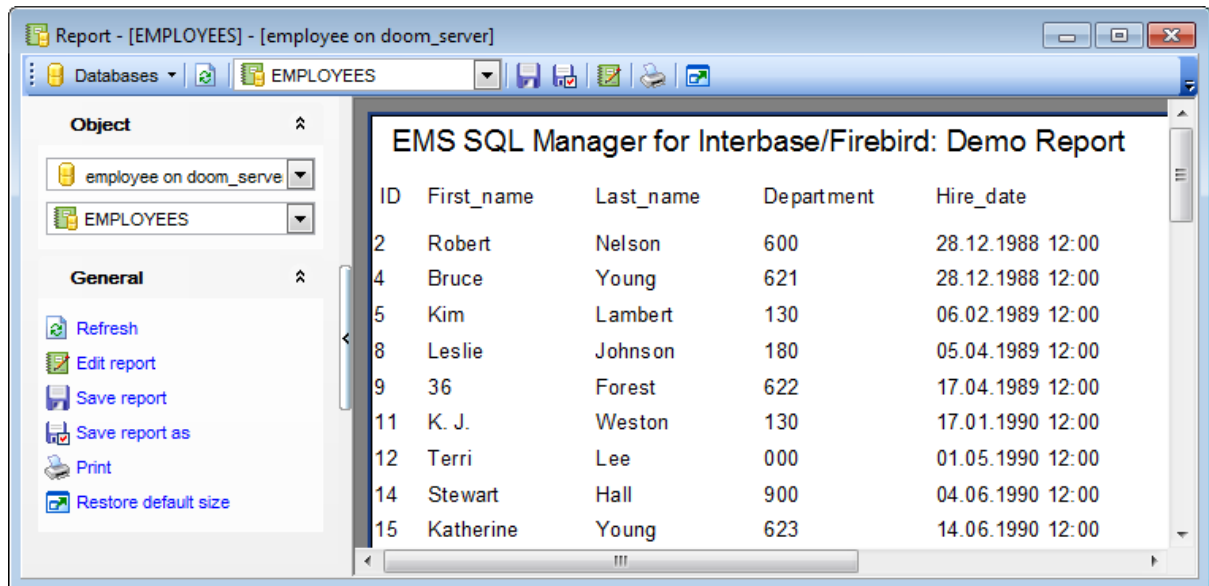 Report - [EMPLOYEES] - [employee on doom_server]
Databases EMPLOYEES
Object
employee on doom_serve
EMPLOYEES
General
Refresh
Edit report
Save report
Save report as
Print
Restore default size
EMS SQL Manager for Interbase/Firebird: Demo Report
ID First_name Last_name Department Hire_date
2 Robert Nelson 600 28.12.1988 12:00
4 Bruce Young 621 28.12.1988 12:00
5 Kim Lambert 130 06.02.1989 12:00
8 Leslie Johnson 180 05.04.1989 12:00
9 36 Forest 622 17.04.1989 12:00
11 K. J. Weston 130 17.01.1990 12:00
12 Terri Lee 000 01.05.1990 12:00
14 Stewart Hall 900 04.06.1990 12:00
15 Katherine Young 623 14.06.1990 12:00